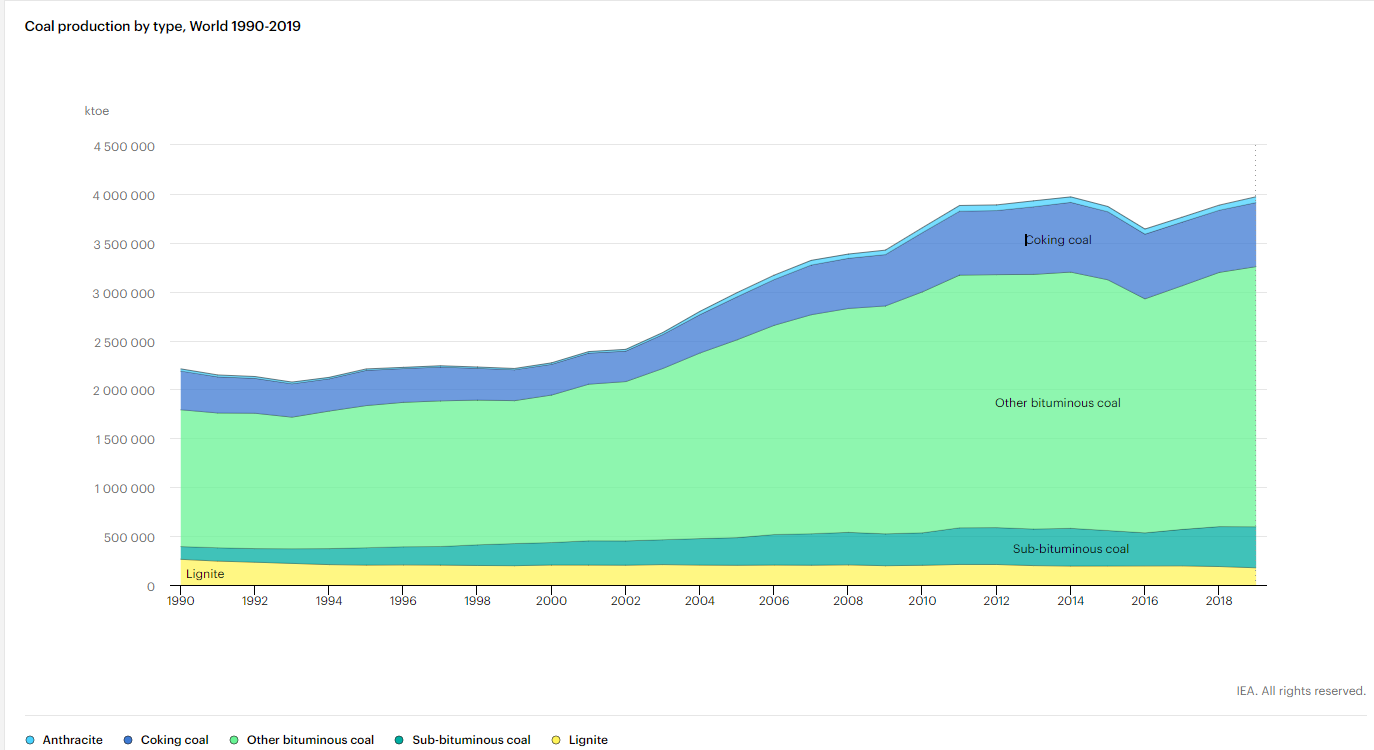 Coal production by type, World 1990-2019
ktoe
4 500 000
4 000 000
3 500 000
Coking coal
3 000 000
2 500 000
2 000 000
Other bituminous coal
1 500 000
1 000 000
500 000
Sub-bituminous coal
Lignite
0
1990 1992 1994 1996 1998 2000 2002 2004 2006 2008 2010 2012 2014 2016 2018
IEA. All rights reserved.
Anthracite Coking coal Other bituminous coal Sub-bituminous coal Lignite